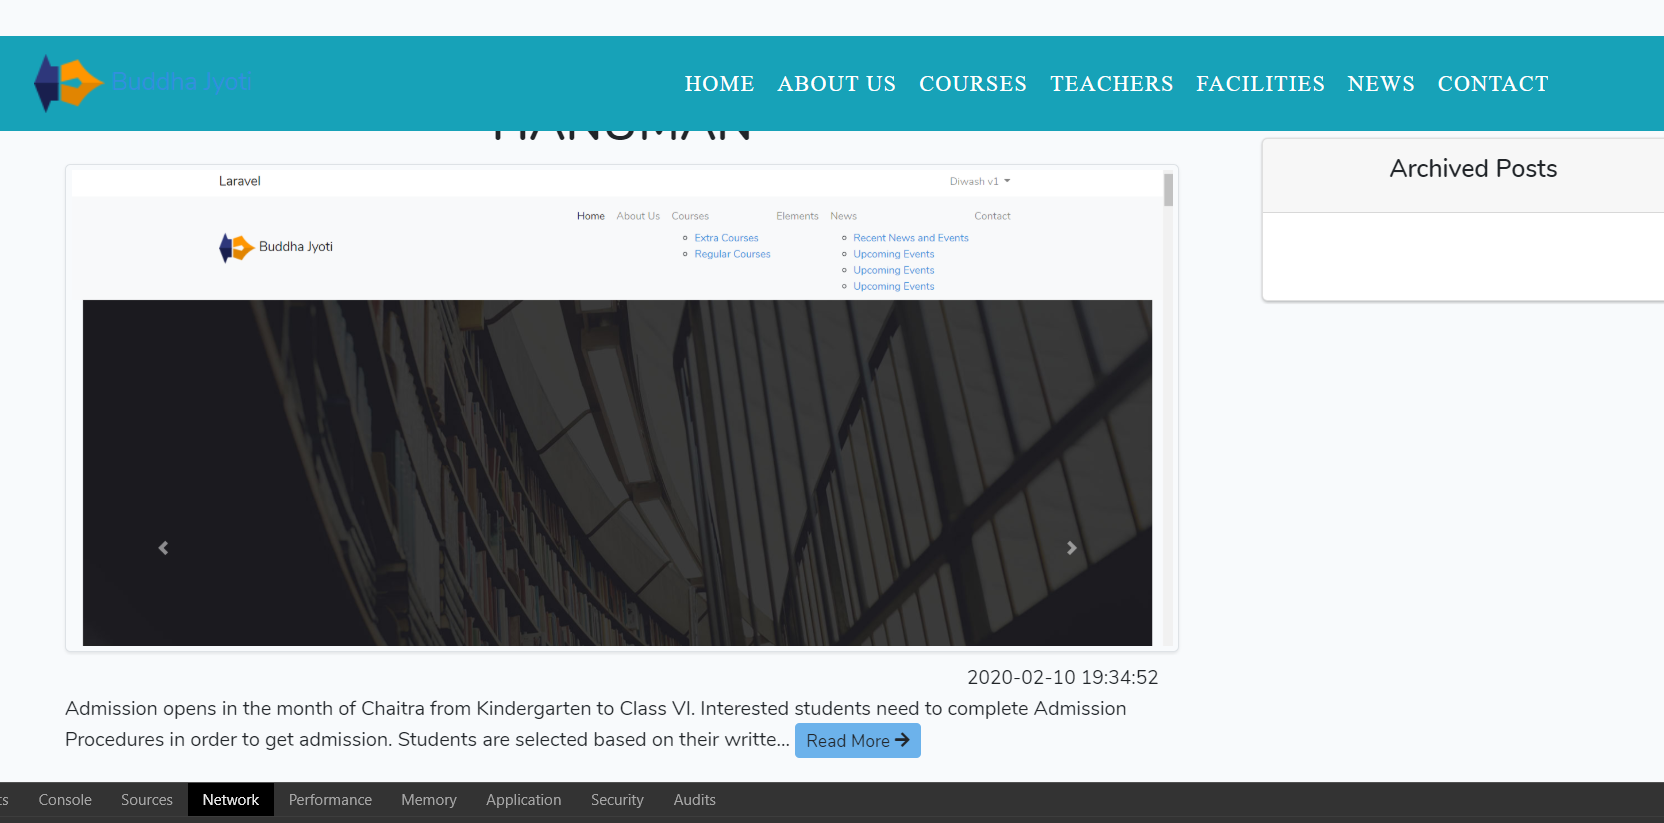 Buddha Jyoti
HOME ABOUT US COURSES TEACHERS FACILITIES NEWS CONTACT
HANUMAN
Archived Posts
Laravel
Diwash v1
Home About Us Courses Elements News Contact
Extra Courses
Regular Courses
Recent News and Events
Upcoming Events
Upcoming Events
Upcoming Events
Buddha Jyoti
2020-02-10 19:34:52
Admission opens in the month of Chaitra from Kindergarten to Class VI. Interested students need to complete Admission
Procedures in order to get admission. Students are selected based on their writte... Read More
Console Sources Network Performance Memory Application Security Audits